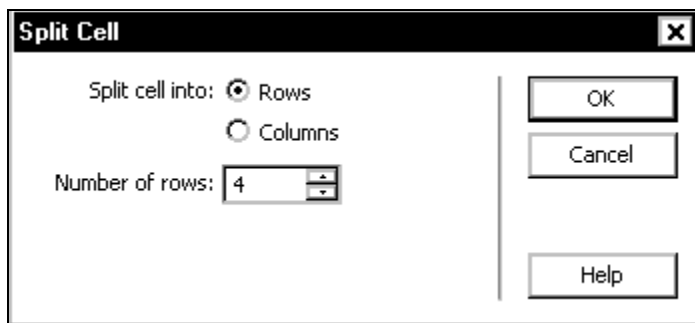 Split Cell
Split cell into: Rows
Columns
Number of rows: 4
OK
Cancel
Help